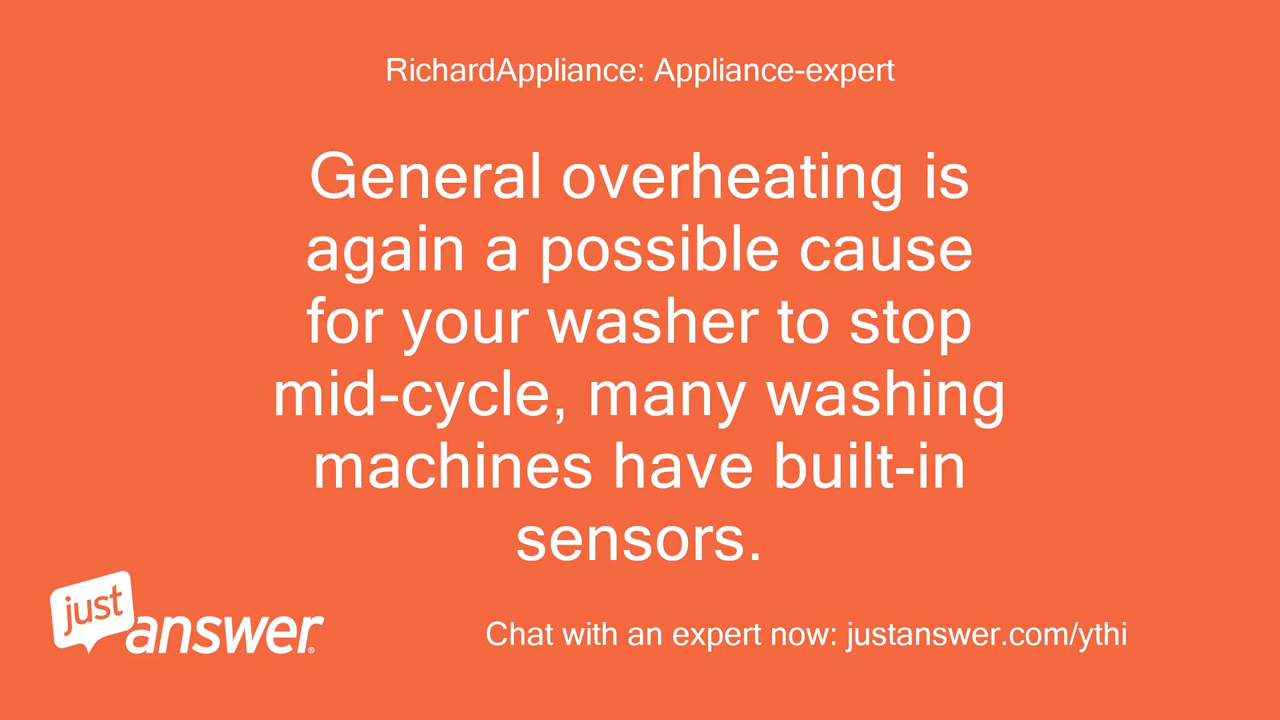 RichardAppliance: Appliance-expert
General overheating is
again a possible cause
for your washer to stop
mid-cycle, many washing
machines have built-in
sensors.
just
answer®
Chat with an expert now: justanswer.com/ythi